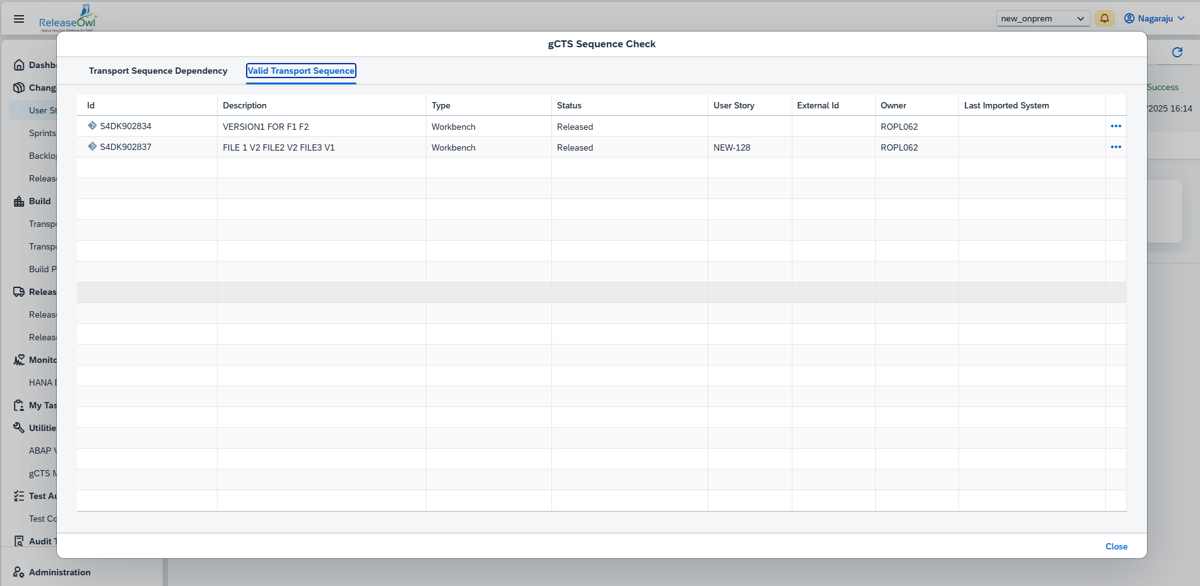 ReleaseOwl
new_onprem
Nagaraju
gCTS Sequence Check
Transport Sequence Dependency
Valid Transport Sequence
Id Description Type Status User Story External Id Owner Last Imported System
S4DK902834 VERSION1 FOR F1 F2 Workbench Released ROPL062
S4DK902837 FILE 1 V2 FILE2 V2 FILE3 V1 Workbench Released NEW-128 ROPL062
Close
Dashb
Chang
User St
Sprints
Backlo
Releas
Build
Transp
Transp
Build P
Releas
Releas
Releas
Monito
HANA
My Tas
Utilitie
ABAP V
gCTS M
Test Au
Test Co
Audit T
Administration
Success
/2025 16:14